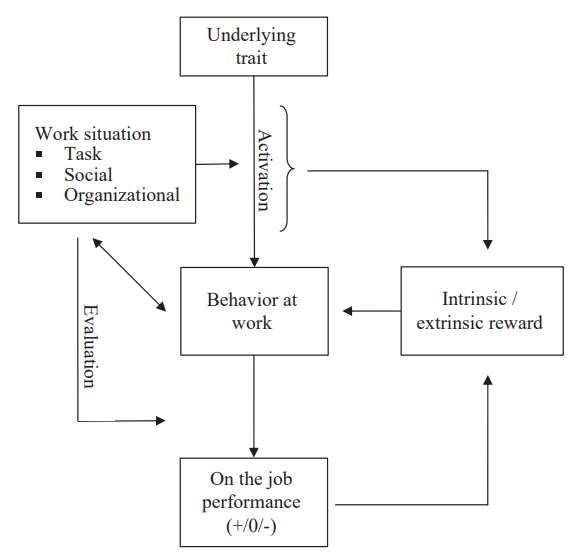 Underlying
trait
Work situation
▪ Task
▪ Social
▪ Organizational
Activation
Behavior at
work
Intrinsic /
extrinsic reward
Evaluation
On the job
performance
(+/0/-)